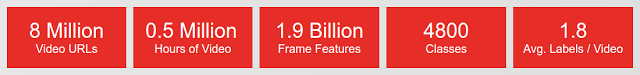 8 Million
Video URLs
0.5 Million
Hours of Video
1.9 Billion
Frame Features
4800
Classes
1.8
Avg. Labels / Video